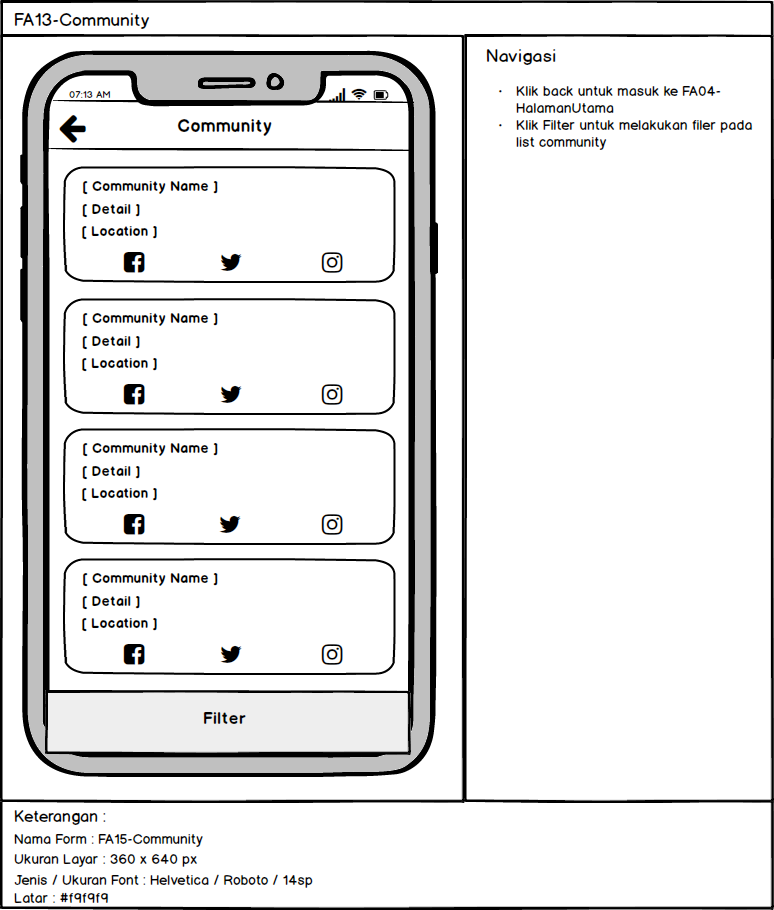 FA13-Community
07:13 AM
Community
[ Community Name ]
[ Detail ]
[ Location ]
[ Community Name ]
[ Detail ]
[ Location ]
[ Community Name ]
[ Detail ]
[ Location ]
[ Community Name ]
[ Detail ]
[ Location ]
Filter
Navigasi
· Klik back untuk masuk ke FA04-
HalamanUtama
· Klik Filter untuk melakukan filer pada
list community
Keterangan :
Nama Form : FA15-Community
Ukuran Layar : 360 x 640 px
Jenis / Ukuran Font : Helvetica / Roboto / 14sp
Latar : #f9f9f9